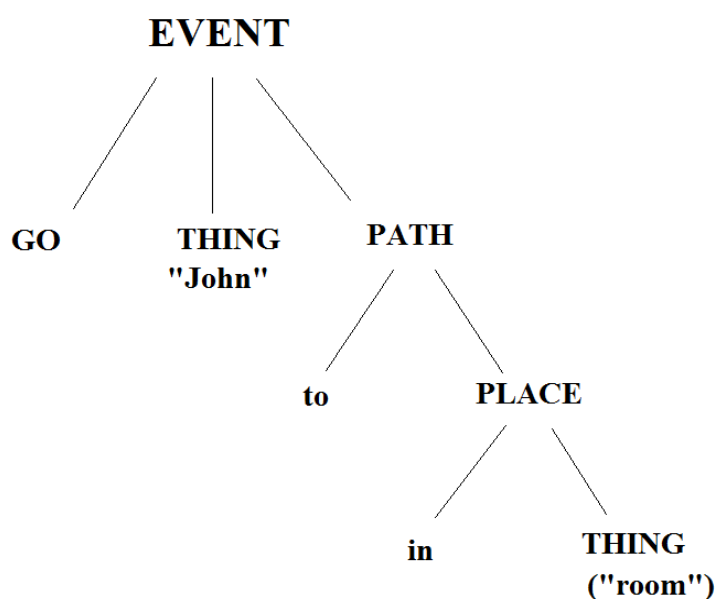 EVENT
GO THING PATH
"John"
to PLACE
in THING
("room")